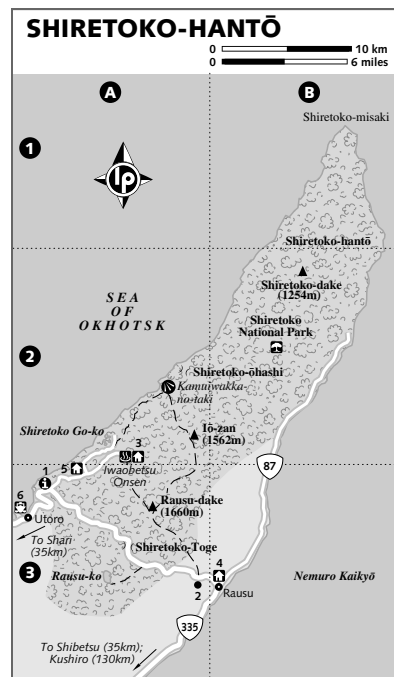 SHIRETOKO-HANTŌ
0 10 km
0 6 miles
A B
1
lp
Shiretoko-misaki
Shiretoko-hantō
Shiretoko-dake
(1254m)
SEA
OF
OKHOTSK
Shiretoko
National Park
2
Shiretoko-ōhashi
Kamuiwakka-
no-taki
Shiretoko Go-ko
Iō-zan
(1562m)
3
Iwaobetsu
Onsen
5
1
87
6
Utoro
Rausu-dake
(1660m)
To Shari
(35km)
Shiretoko-Toge
3
Rausu-ko
4
Nemuro Kaikyō
2
Rausu
335
To Shibetsu (35km);
Kushiro (130km)